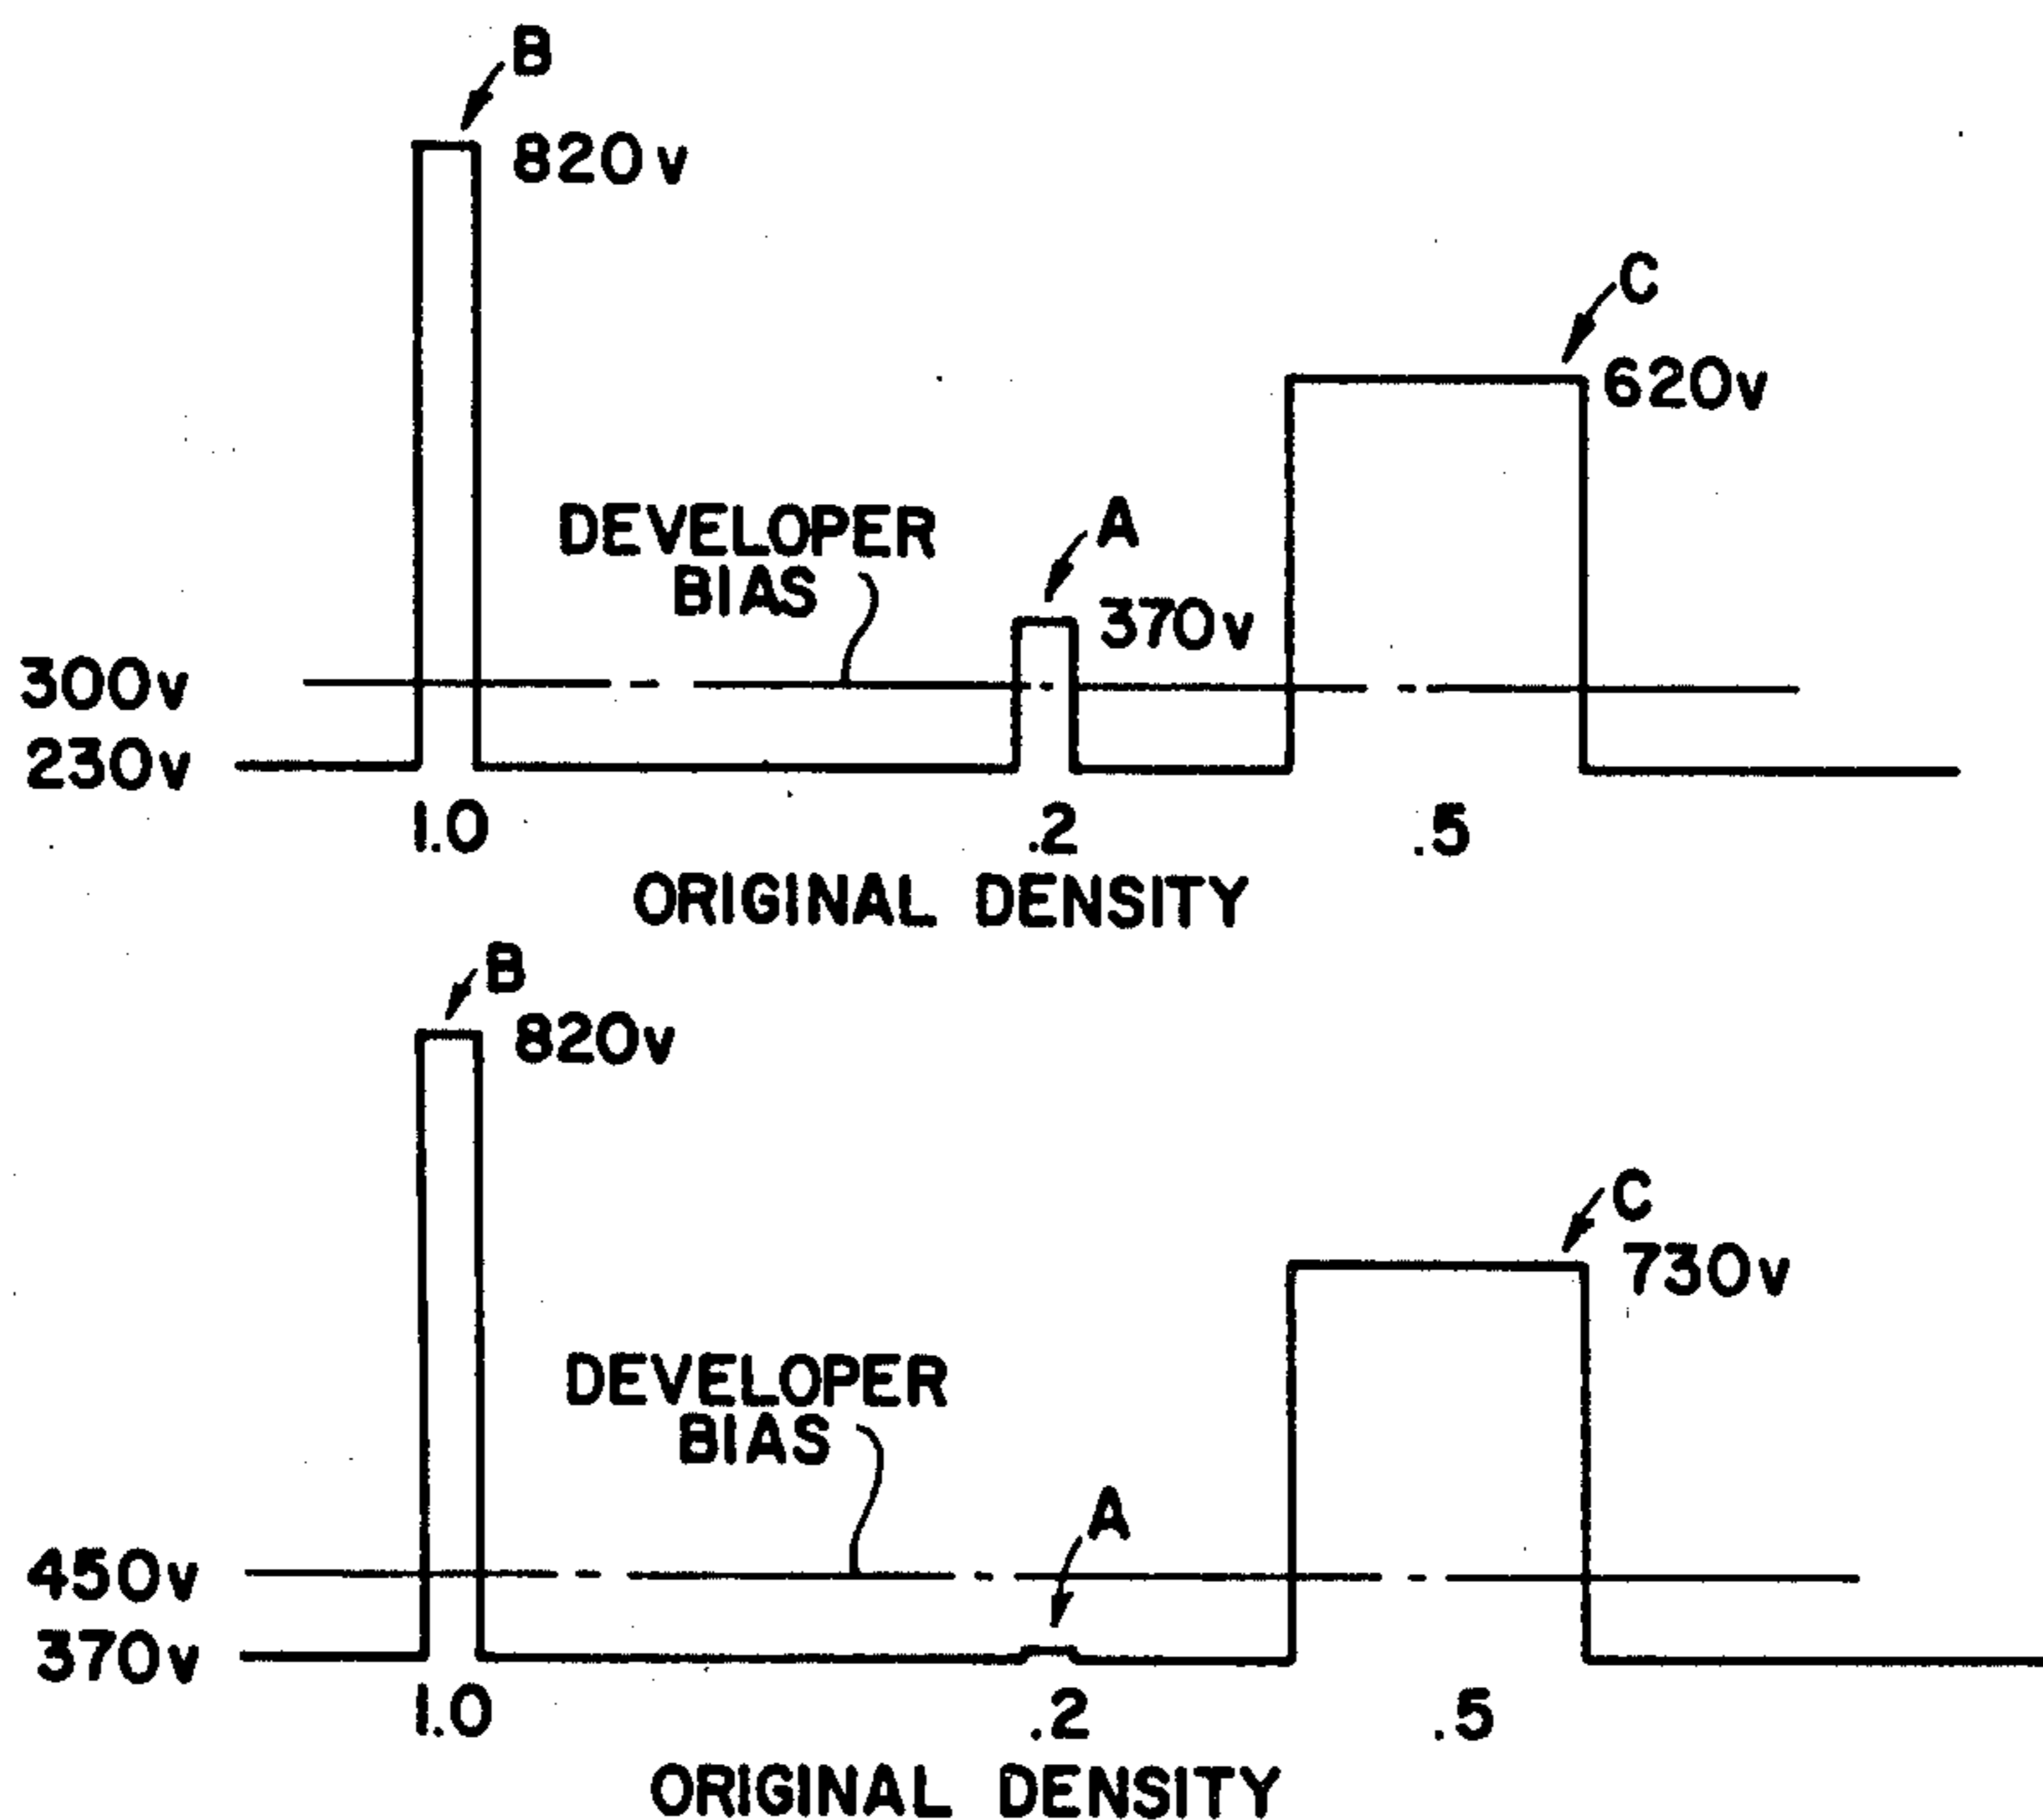 B
820v
C
620v
DEVELOPER
BIAS
A
370v
300v
230v
1.0
.2
.5
ORIGINAL DENSITY
B
820v
C
730v
DEVELOPER
BIAS
A
450v
370v
1.0
.2
.5
ORIGINAL DENSITY